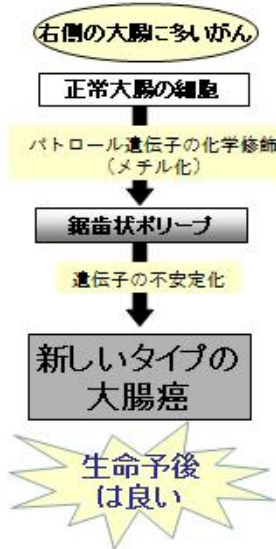 右側の大腸に多いがん
正常大腸の細胞
パトロール遺伝子の化学修飾
（メチル化）
鋸歯状ポリープ
遺伝子の不安定化
新しいタイプの
大腸癌
生命予後
は良い